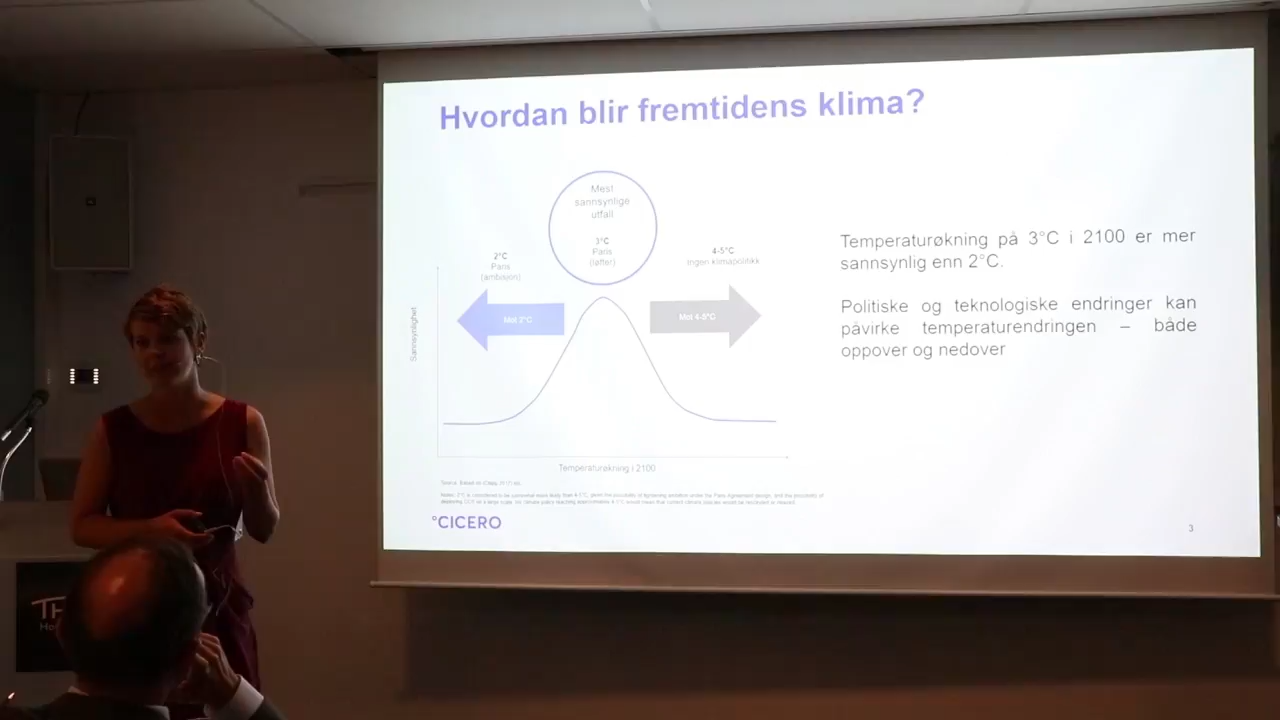 Hvordan blir fremtidens klima?
Mest
sannsynlige
utfall
3°C
Paris
(løfter)
2°C
Paris
(ambisjon)
4-5°C
Ingen klimapolitikk
Mot 2°C
Mot 4-5°C
Sannsynlighet
Temperaturøkning i 2100
Temperaturøkning på 3°C i 2100 er mer
sannsynlig enn 2°C.
Politiske og teknologiske endringer kan
påvirke temperaturendringen – både
oppover og nedover
°CICERO
3